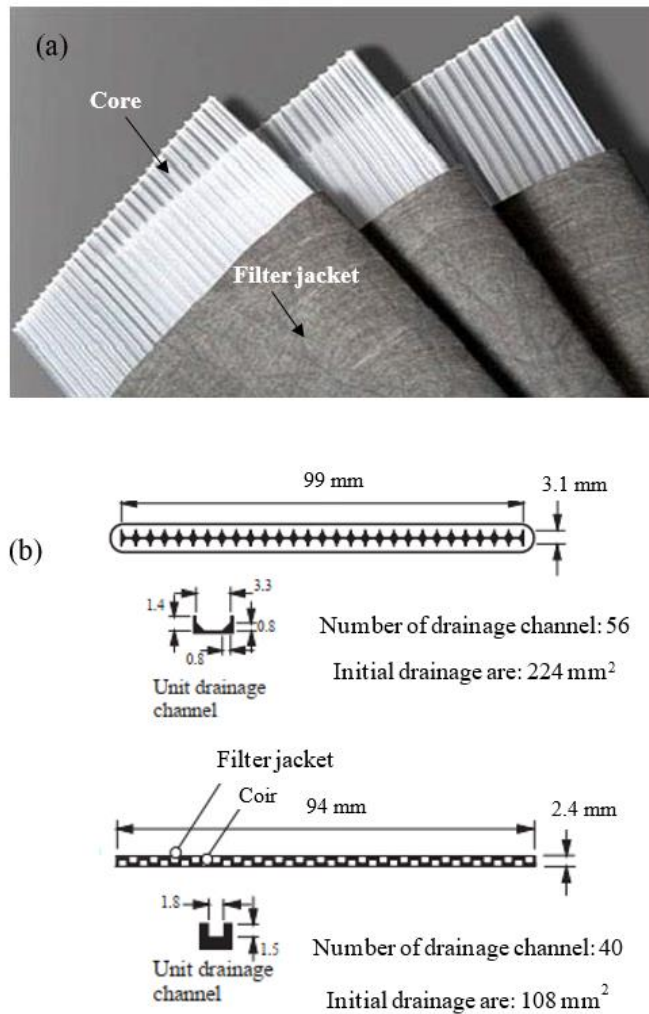 (a)
Core
Filter jacket
(b)
99 mm
3.1 mm
1.4
3.3
0.8
0.8
Unit drainage
channel
Number of drainage channel: 56
Initial drainage are: 224 mm²
Filter jacket
Coir
94 mm
2.4 mm
1.8
1.5
Unit drainage
channel
Number of drainage channel: 40
Initial drainage are: 108 mm²